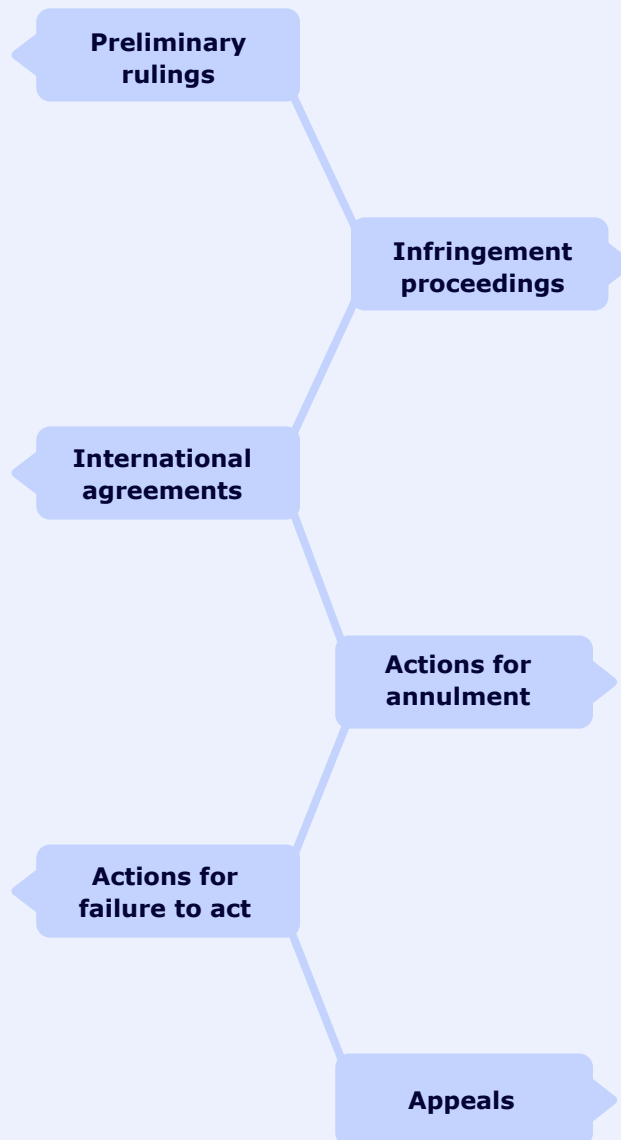 Preliminary
rulings
Infringement
proceedings
International
agreements
Actions for
annulment
Actions for
failure to act
Appeals